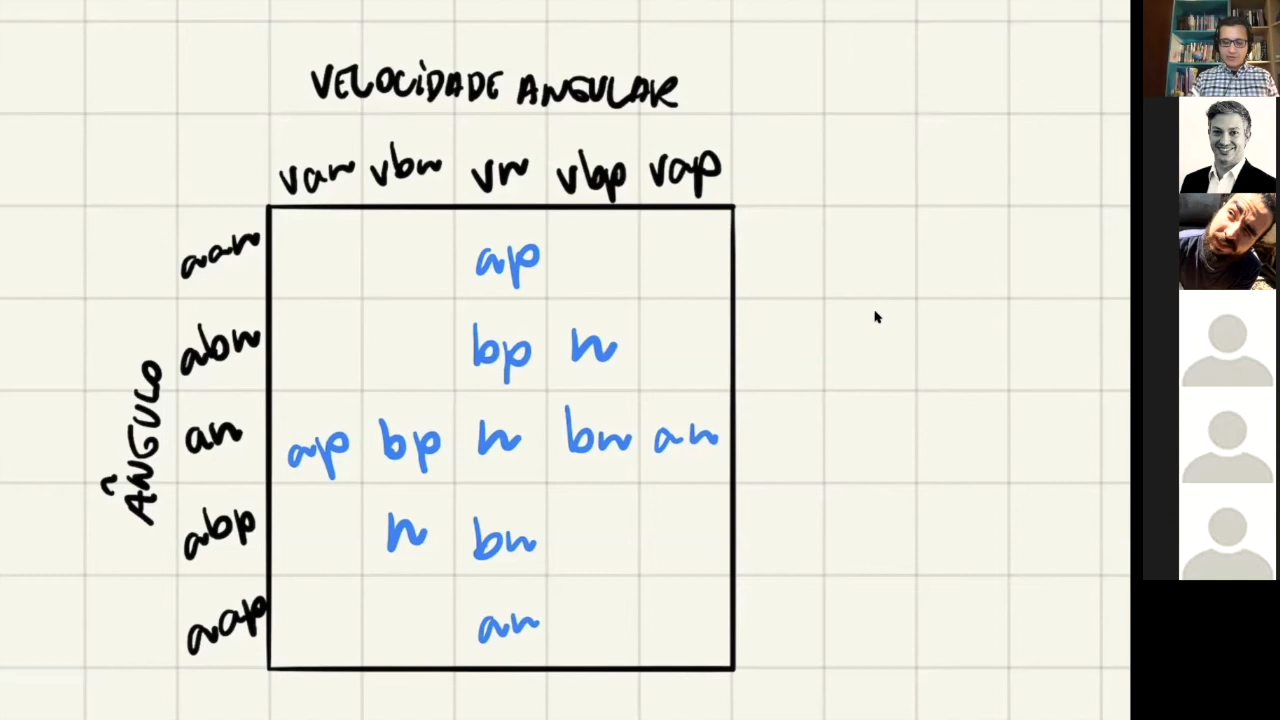 VELOCIDADE ANGULAR
van vbn vn vbp vap
ÂNGULO
aan ap
abn bp n
an ap bp n bn an
abp n bn
aap an